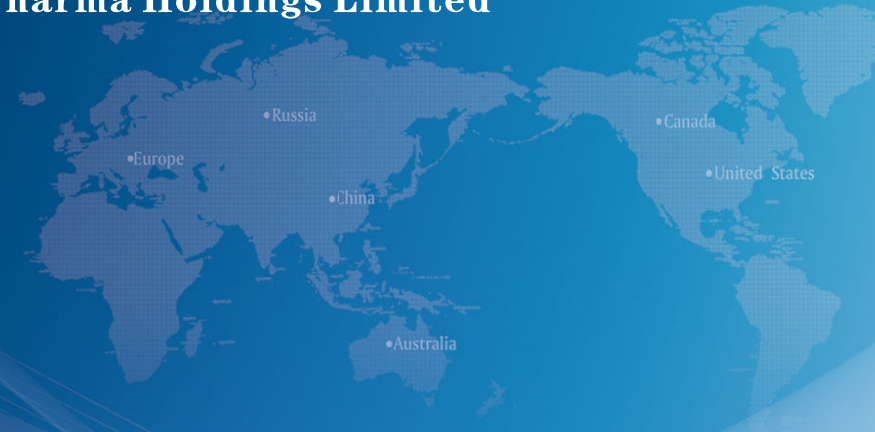 harma Holdings Limited
Russia
Canada
Europe
United States
China
Australia